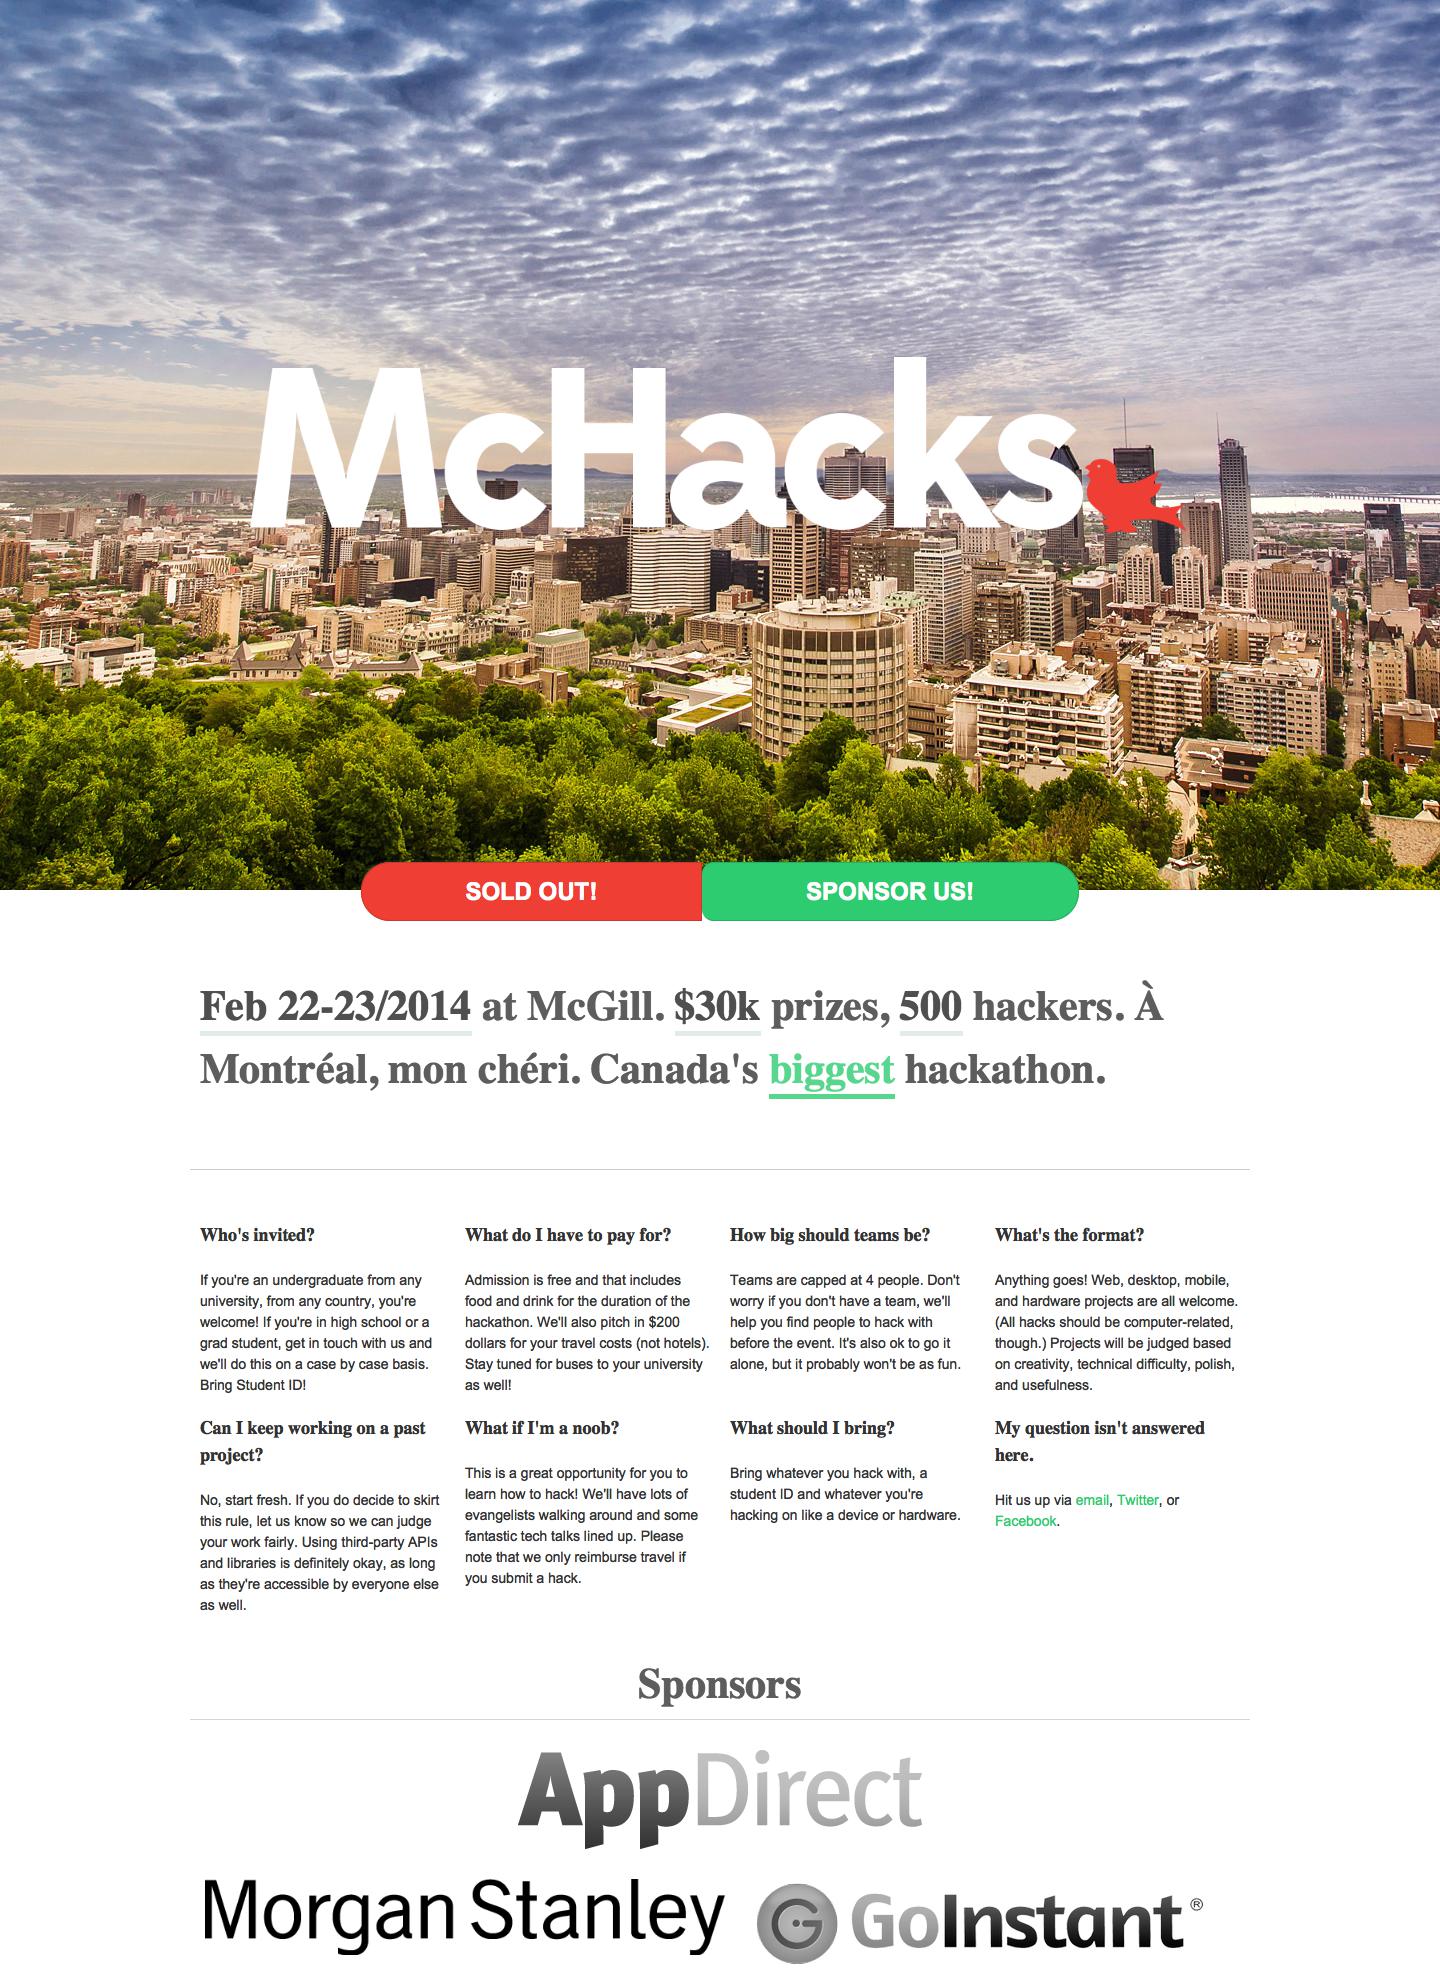 McHacks
SOLD OUT!
SPONSOR US!
Feb 22-23/2014 at McGill. $30k prizes, 500 hackers. À
Montréal, mon chéri. Canada's biggest hackathon.
Who's invited?
If you're an undergraduate from any
university, from any country, you're
welcome! If you're in high school or a
grad student, get in touch with us and
we'll do this on a case by case basis.
Bring Student ID!
What do I have to pay for?
Admission is free and that includes
food and drink for the duration of the
hackathon. We'll also pitch in $200
dollars for your travel costs (not hotels).
Stay tuned for buses to your university
as well!
How big should teams be?
Teams are capped at 4 people. Don't
worry if you don't have a team, we'll
help you find people to hack with
before the event. It's also ok to go it
alone, but it probably won't be as fun.
What's the format?
Anything goes! Web, desktop, mobile,
and hardware projects are all welcome.
(All hacks should be computer-related,
though.) Projects will be judged based
on creativity, technical difficulty, polish,
and usefulness.
Can I keep working on a past
project?
No, start fresh. If you do decide to skirt
this rule, let us know so we can judge
your work fairly. Using third-party APIs
and libraries is definitely okay, as long
as they're accessible by everyone else
as well.
What if I'm a noob?
This is a great opportunity for you to
learn how to hack! We'll have lots of
evangelists walking around and some
fantastic tech talks lined up. Please
note that we only reimburse travel if
you submit a hack.
What should I bring?
Bring whatever you hack with, a
student ID and whatever you're
hacking on like a device or hardware.
My question isn't answered
here.
Hit us up via email, Twitter, or
Facebook.
Sponsors
AppDirect
Morgan Stanley
G GoInstant ®